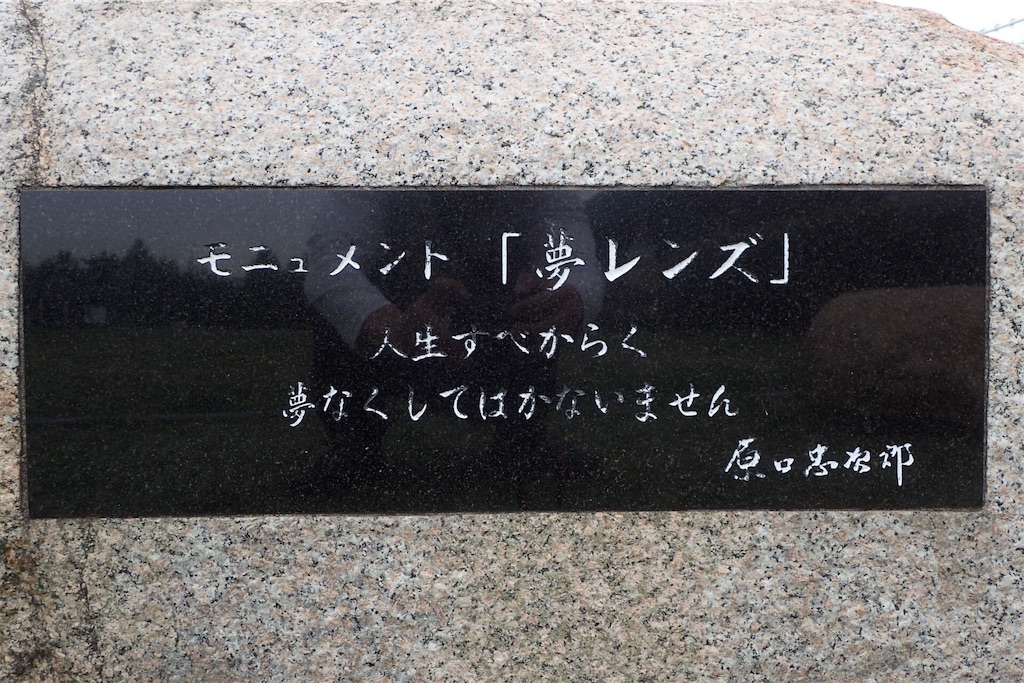 モニュメント「夢レンズ」
人生すべからく
夢なくしてはかないません
原口忠次郎